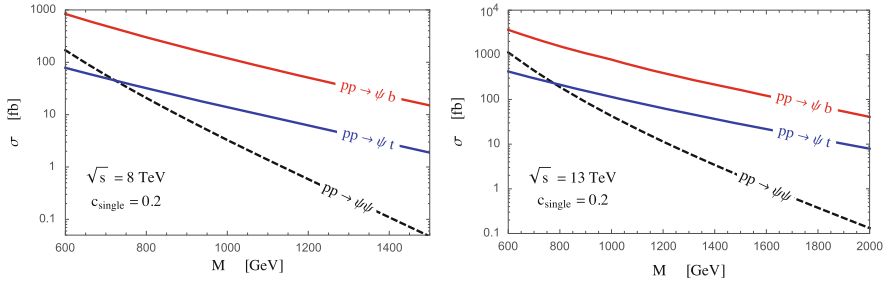 1000
100
10
1
0.1
σ [fb]
pp → ψ b
pp → ψ t
pp → ψψ
√s = 8 TeV
c_single = 0.2
600 800 1000 1200 1400
M [GeV]
10^4
1000
100
10
1
0.1
σ [fb]
pp → ψ b
pp → ψ t
pp → ψψ
√s = 13 TeV
c_single = 0.2
600 800 1000 1200 1400 1600 1800 2000
M [GeV]